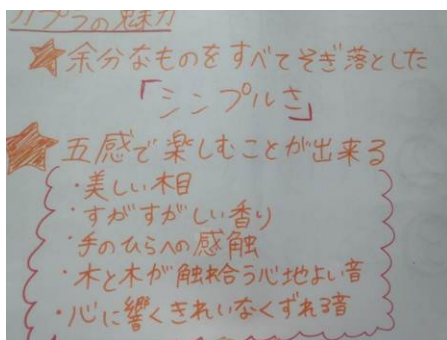 カプラの魅力
★余分なものをすべてそぎ落とした
「シンプルさ」
★五感で楽しむことが出来る
・美しい木目
・すがすがしい香り
・手のひらへの感触
・木と木が触れ合う心地よい音
・心に響くきれいなくずれる音